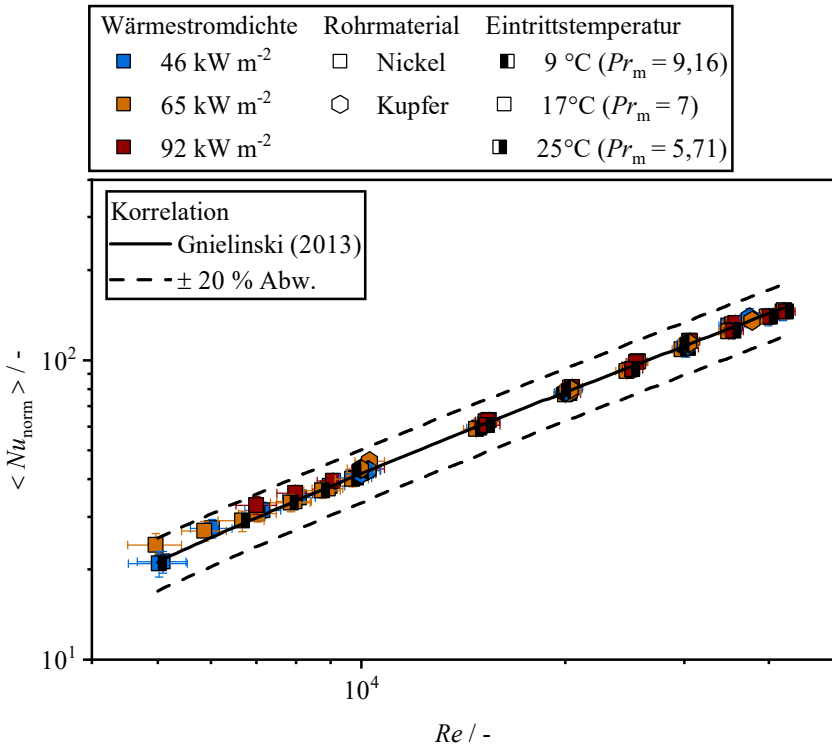 Wärmestromdichte Rohrmaterial Eintrittstemperatur
46 kW m-2 Nickel 9 °C (Prm = 9,16)
65 kW m-2 Kupfer 17°C (Prm = 7)
92 kW m-2 25°C (Prm = 5,71)
Korrelation
Gnielinski (2013)
± 20 % Abw.
102
101
< Nunorm > / -
104
Re / -